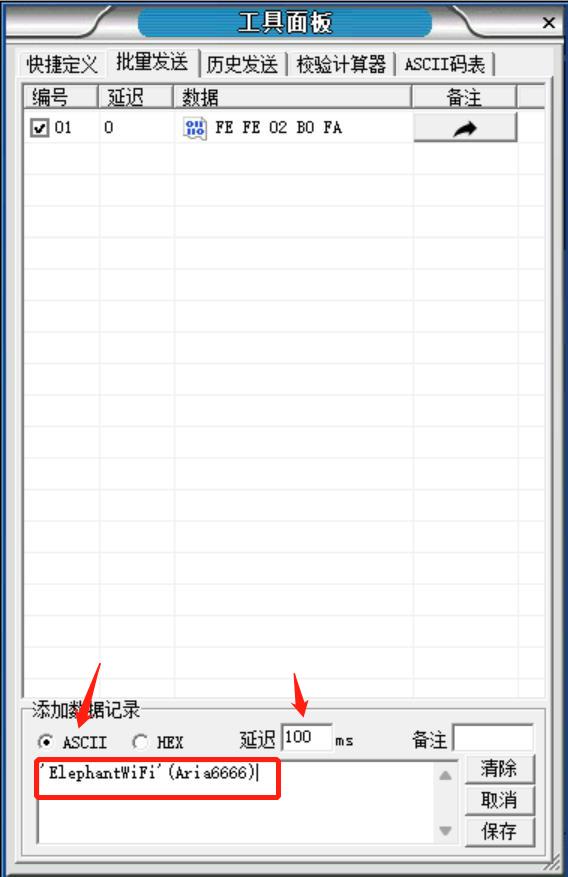 工具面板
快捷定义 批量发送 历史发送 校验计算器 ASCII码表
编号 延迟 数据 备注
01 0 FE FE 02 B0 FA
添加数据记录
ASCII HEX 延迟 100 ms 备注
'ElephantWiFi'(Aria6666)
清除
取消
保存